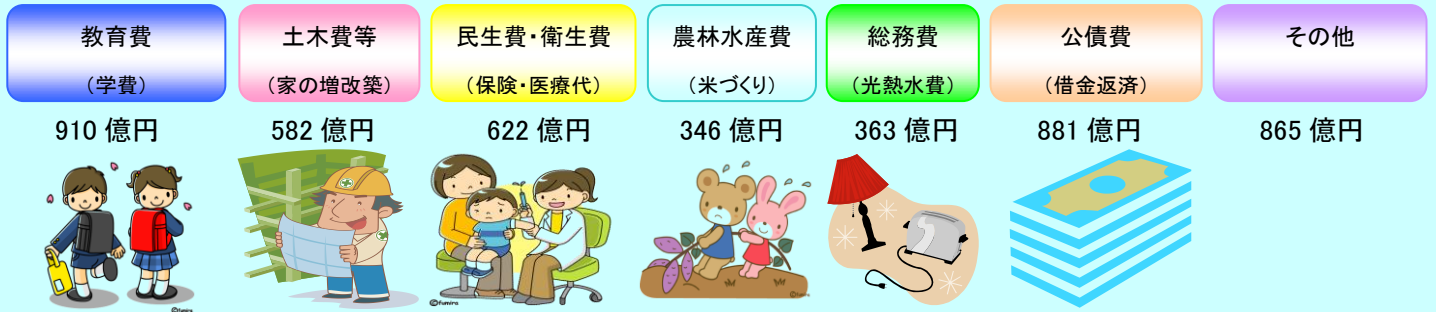 教育費
(学費)
910 億円
土木費等
(家の増改築)
582 億円
民生費・衛生費
(保険・医療代)
622 億円
農林水産費
(米づくり)
346 億円
総務費
(光熱水費)
363 億円
公債費
(借金返済)
881 億円
その他
865 億円
©fumira
©fumira